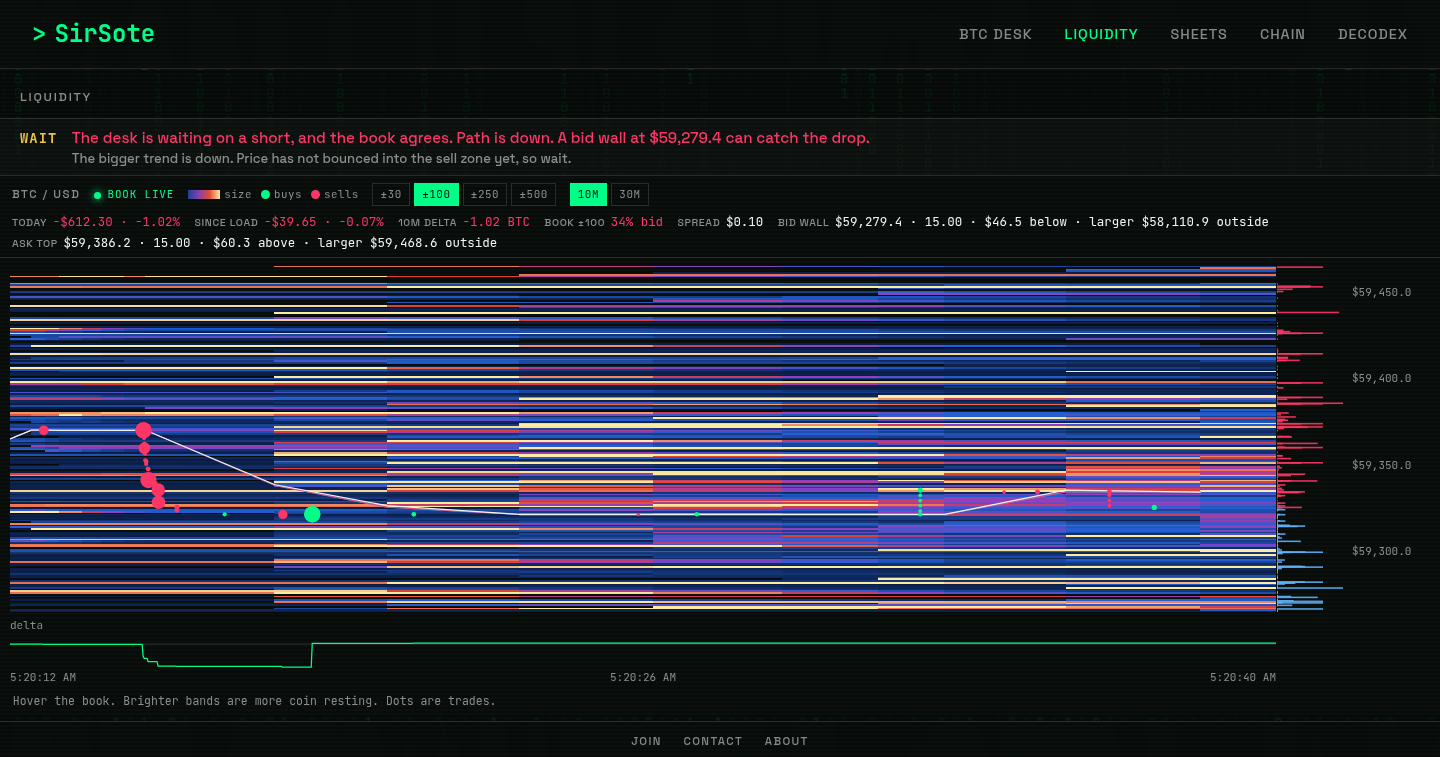 > SirSote
BTC DESK LIQUIDITY SHEETS CHAIN DECODEX
LIQUIDITY
WAIT The desk is waiting on a short, and the book agrees. Path is down. A bid wall at $59,279.4 can catch the drop.
The bigger trend is down. Price has not bounced into the sell zone yet, so wait.
BTC / USD BOOK LIVE size buys sells ±30 ±100 ±250 ±500 10M 30M
TODAY -$612.30 · -1.02% SINCE LOAD -$39.65 · -0.07% 10M DELTA -1.02 BTC BOOK ±100 34% bid SPREAD $0.10 BID WALL $59,279.4 · 15.00 · $46.5 below · larger $58,110.9 outside
ASK TOP $59,386.2 · 15.00 · $60.3 above · larger $59,468.6 outside
$59,450.0
$59,400.0
$59,350.0
$59,300.0
delta
5:20:12 AM 5:20:26 AM 5:20:40 AM
Hover the book. Brighter bands are more coin resting. Dots are trades.
JOIN CONTACT ABOUT